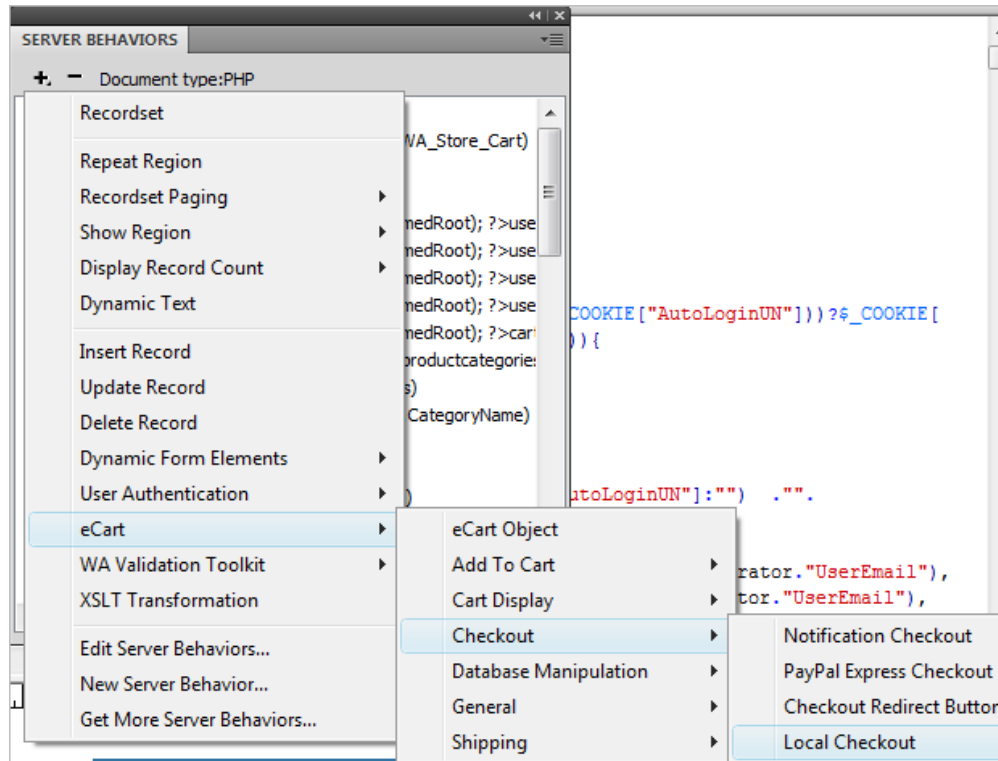 SERVER BEHAVIORS
Document type:PHP
Recordset
Repeat Region
Recordset Paging
Show Region
Display Record Count
Dynamic Text
Insert Record
Update Record
Delete Record
Dynamic Form Elements
User Authentication
eCart
WA Validation Toolkit
XSLT Transformation
Edit Server Behaviors...
New Server Behavior...
Get More Server Behaviors...
WA_Store_Cart)
medRoot); ?>use
medRoot); ?>use
medRoot); ?>use
medRoot); ?>use
medRoot); ?>cart
productcategories
s)
CategoryName)
)
COOKIE["AutoLoginUN"]))?$_COOKIE[
)){
utoLoginUN"]:"") ."".
rator."UserEmail"),
tor."UserEmail"),
eCart Object
Add To Cart
Cart Display
Checkout
Database Manipulation
General
Shipping
Notification Checkout
PayPal Express Checkout
Checkout Redirect Button
Local Checkout